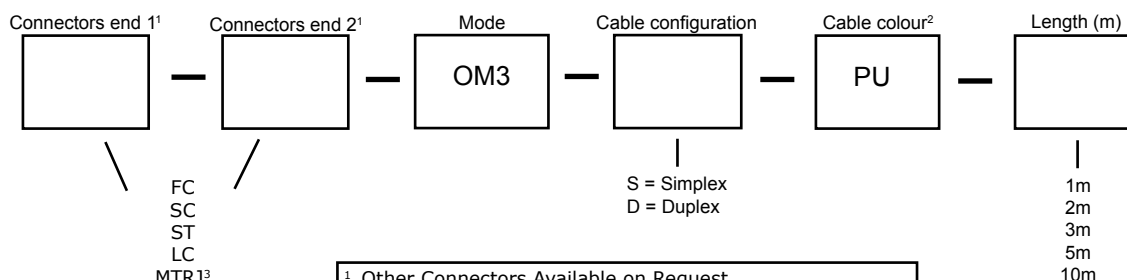 Connectors end 1¹ Connectors end 2¹ Mode Cable configuration Cable colour² Length (m)
OM3 PU
FC
SC
ST
LC
MTRJ³
S = Simplex
D = Duplex
1m
2m
3m
5m
10m
¹ Other Connectors Available on Request